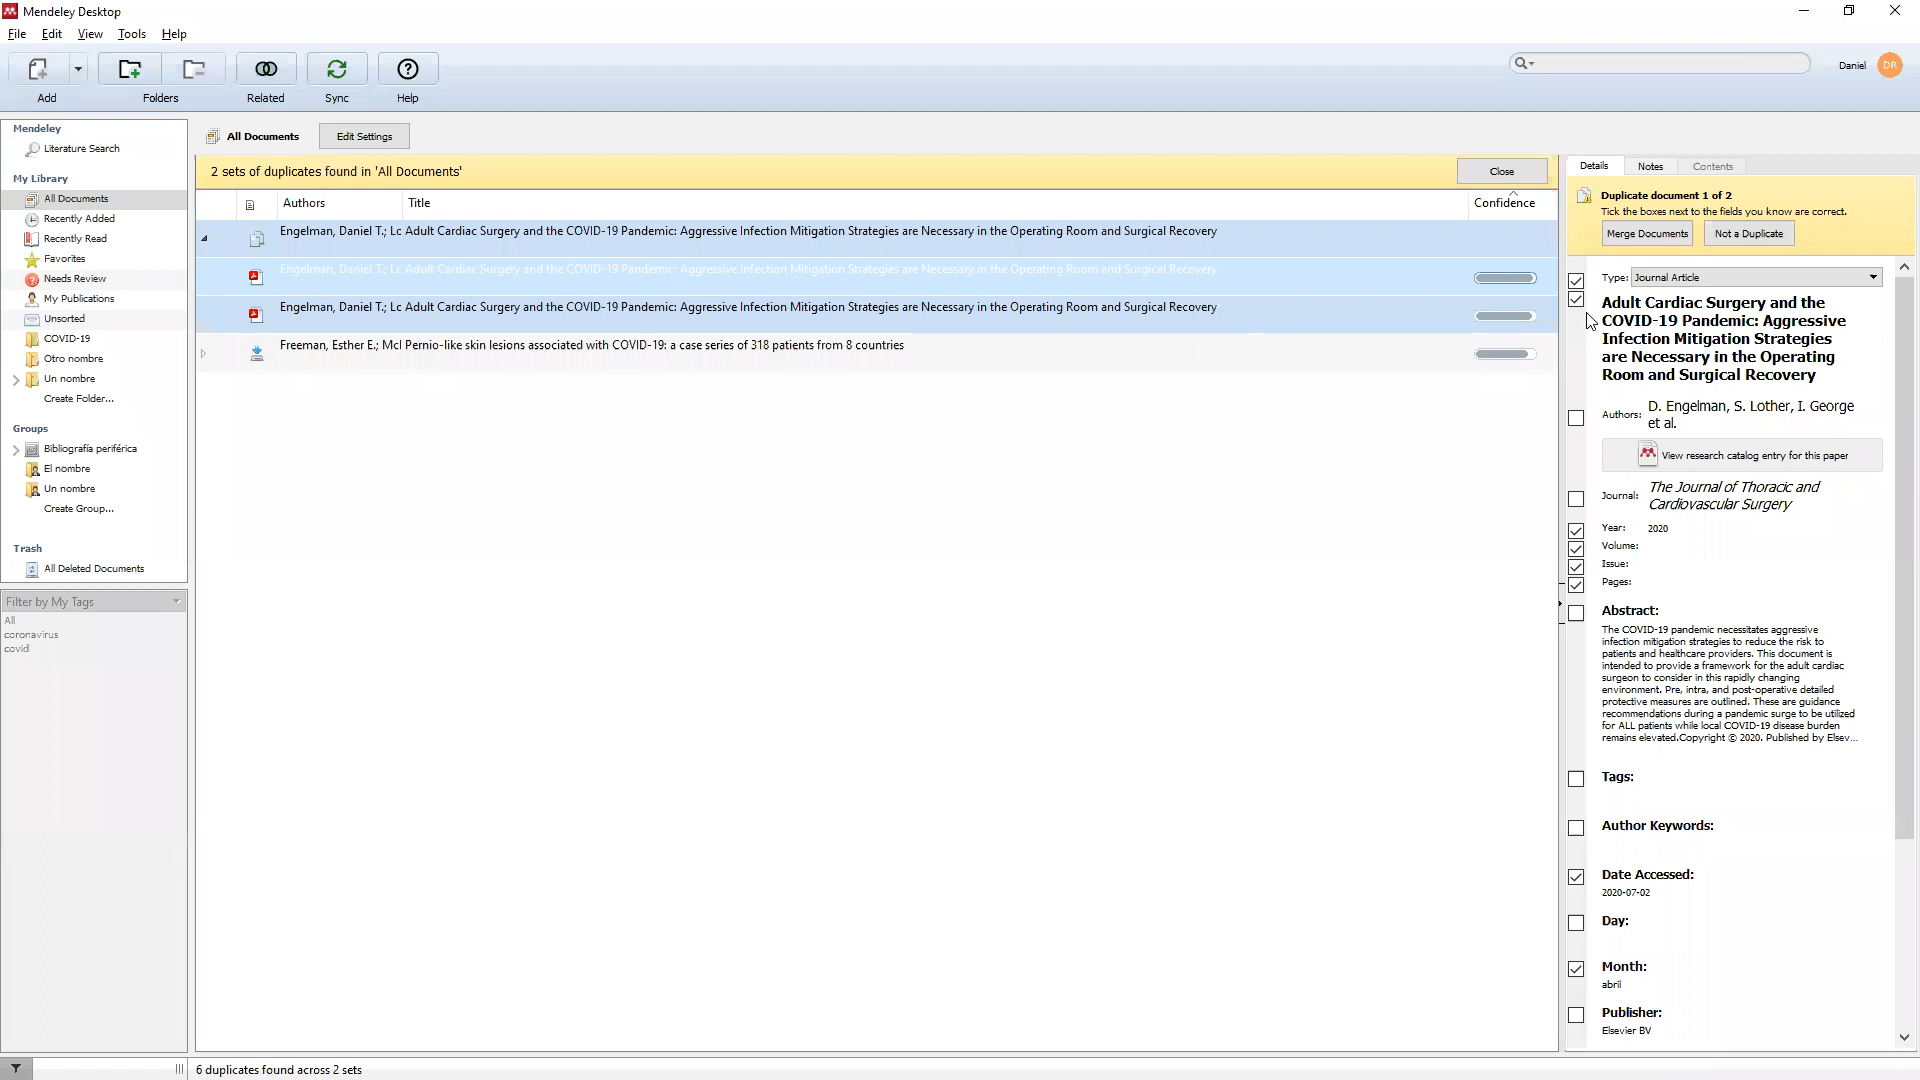 Mendeley Desktop
File Edit View Tools Help
Add Folders Related Sync Help
Daniel DR
Mendeley
Literature Search
My Library
All Documents
Recently Added
Recently Read
Favorites
Needs Review
My Publications
Unsorted
COVID-19
Otro nombre
Un nombre
Create Folder...
Groups
Bibliografía periférica
El nombre
Un nombre
Create Group...
Trash
All Deleted Documents
Filter by My Tags
All
coronavirus
covid
All Documents Edit Settings
2 sets of duplicates found in 'All Documents' Close
Authors Title Confidence
Engelman, Daniel T.; Lc Adult Cardiac Surgery and the COVID-19 Pandemic: Aggressive Infection Mitigation Strategies are Necessary in the Operating Room and Surgical Recovery
Engelman, Daniel T.; Lc Adult Cardiac Surgery and the COVID-19 Pandemic: Aggressive Infection Mitigation Strategies are Necessary in the Operating Room and Surgical Recovery
Engelman, Daniel T.; Lc Adult Cardiac Surgery and the COVID-19 Pandemic: Aggressive Infection Mitigation Strategies are Necessary in the Operating Room and Surgical Recovery
Freeman, Esther E.; McI Pernio-like skin lesions associated with COVID-19: a case series of 318 patients from 8 countries
Details Notes Contents
Duplicate document 1 of 2
Tick the boxes next to the fields you know are correct.
Merge Documents Not a Duplicate
Type: Journal Article
Adult Cardiac Surgery and the
COVID-19 Pandemic: Aggressive
Infection Mitigation Strategies
are Necessary in the Operating
Room and Surgical Recovery
Authors: D. Engelman, S. Lother, I. George
et al.
View research catalog entry for this paper
Journal: The Journal of Thoracic and
Cardiovascular Surgery
Year: 2020
Volume:
Issue:
Pages:
Abstract:
The COVID-19 pandemic necessitates aggressive
infection mitigation strategies to reduce the risk to
patients and healthcare providers. This document is
intended to provide a framework for the adult cardiac
surgeon to consider in this rapidly changing
environment. Pre, intra, and post-operative detailed
protective measures are outlined. These are guidance
recommendations during a pandemic surge to be utilized
for ALL patients while local COVID-19 disease burden
remains elevated.Copyright © 2020. Published by Elsev...
Tags:
Author Keywords:
Date Accessed:
2020-07-02
Day:
Month:
abril
Publisher:
Elsevier BV
6 duplicates found across 2 sets